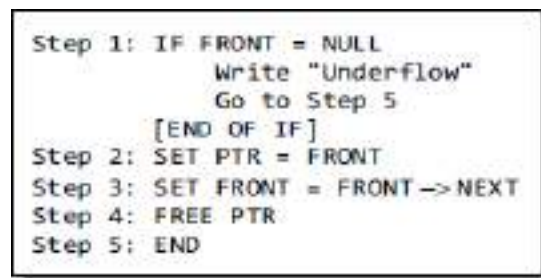 Step 1: IF FRONT = NULL
Write "Underflow"
Go to Step 5
[END OF IF]
Step 2: SET PTR = FRONT
Step 3: SET FRONT = FRONT -> NEXT
Step 4: FREE PTR
Step 5: END